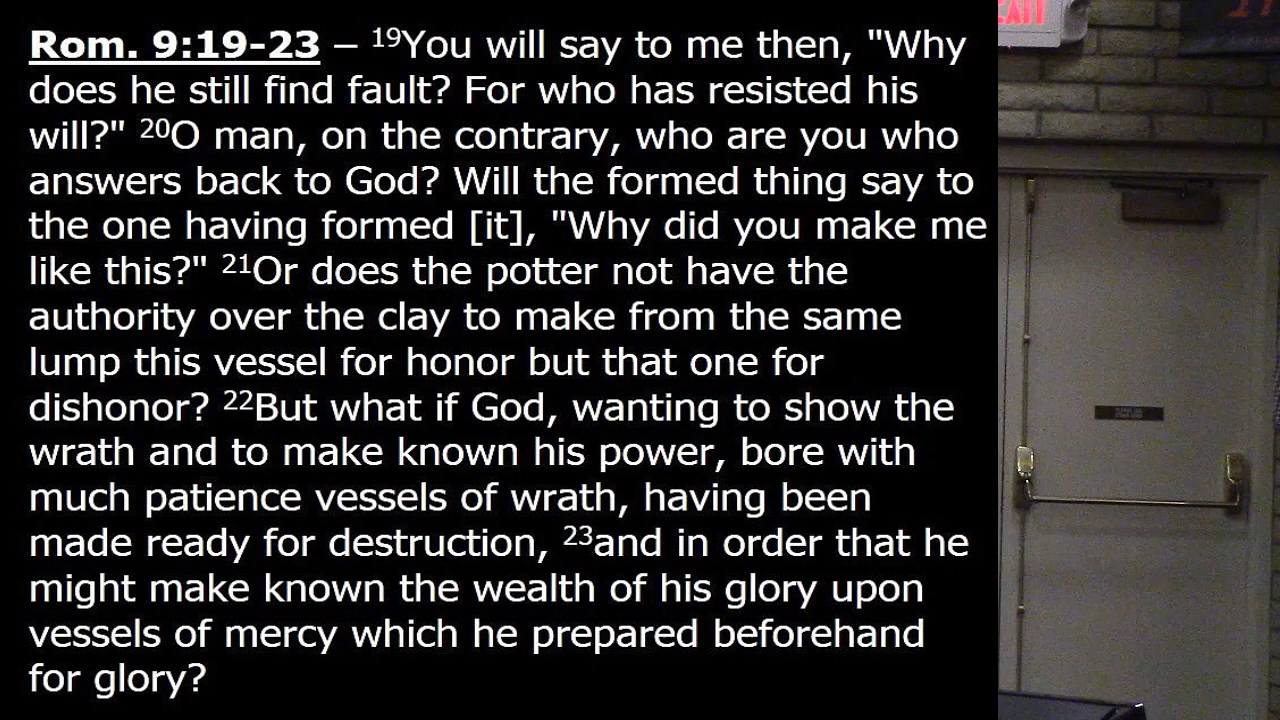 Rom. 9:19-23 – 19You will say to me then, "Why
does he still find fault? For who has resisted his
will?" 20O man, on the contrary, who are you who
answers back to God? Will the formed thing say to
the one having formed [it], "Why did you make me
like this?" 21Or does the potter not have the
authority over the clay to make from the same
lump this vessel for honor but that one for
dishonor? 22But what if God, wanting to show the
wrath and to make known his power, bore with
much patience vessels of wrath, having been
made ready for destruction, 23and in order that he
might make known the wealth of his glory upon
vessels of mercy which he prepared beforehand
for glory?